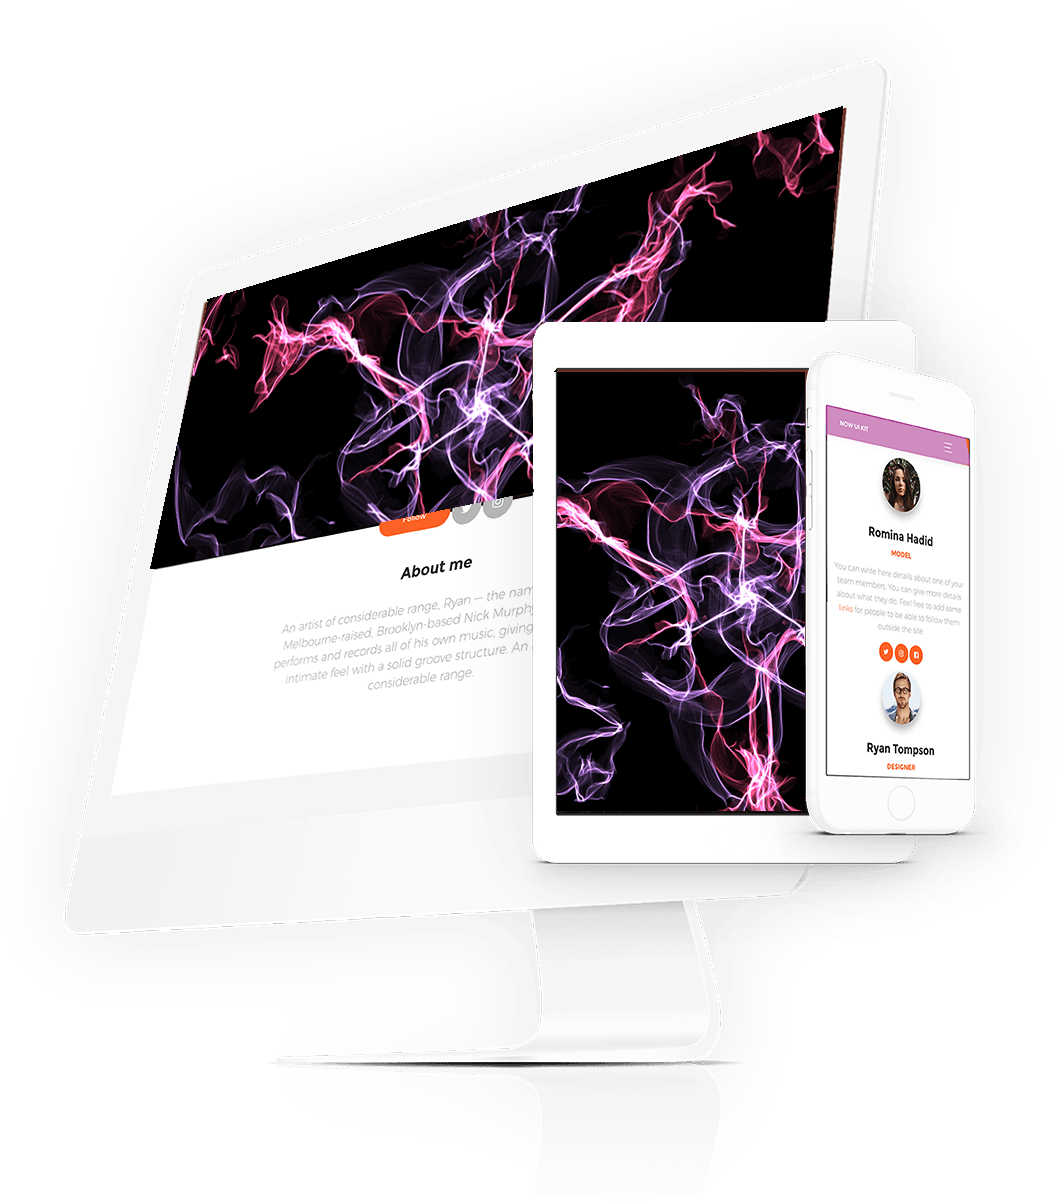 Follow
About me
An artist of considerable range, Ryan — the nam
Melbourne-raised, Brooklyn-based Nick Murphy
performs and records all of his own music, giving
intimate feel with a solid groove structure. An
considerable range.
NOW UI KIT
Romina Hadid
MODEL
You can write here details about one of your
team members. You can give more details
about what they do. Feel free to add some
links for people to be able to follow them
outside the site.
Ryan Tompson
DESIGNER